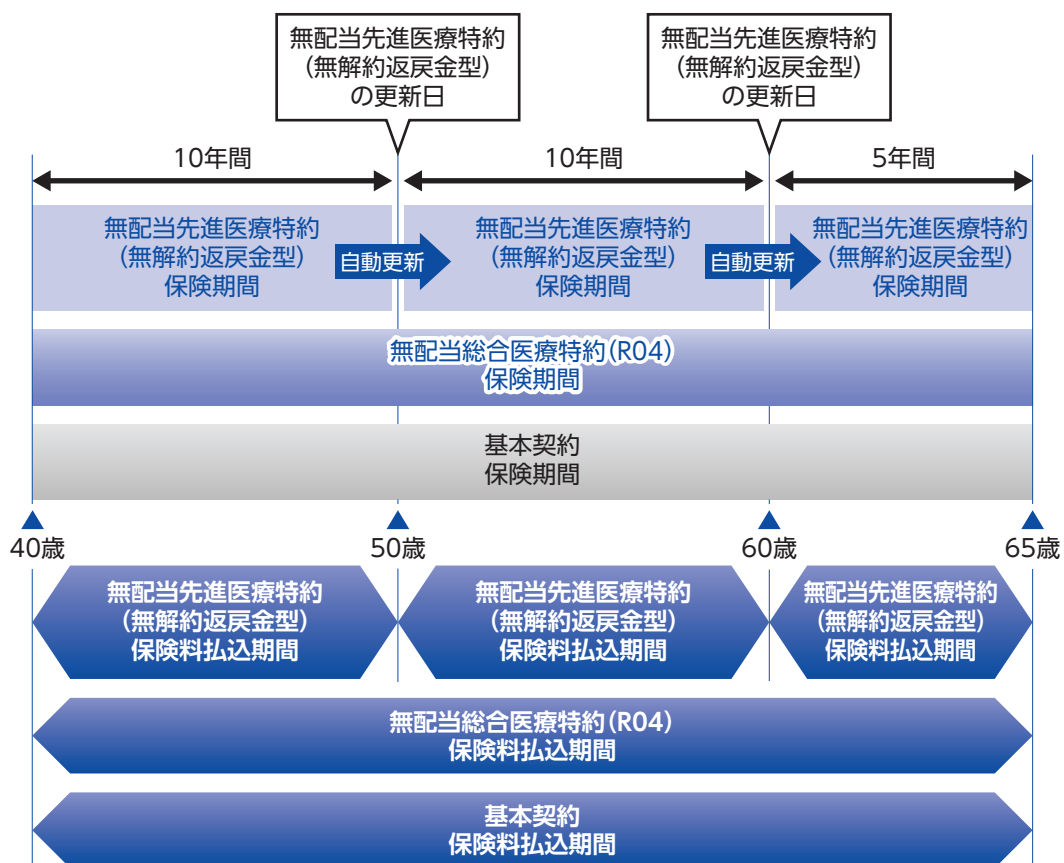 無配当先進医療特約
(無解約返戻金型)
の更新日
無配当先進医療特約
(無解約返戻金型)
の更新日
10年間
10年間
5年間
無配当先進医療特約
(無解約返戻金型)
保険期間
自動更新
無配当先進医療特約
(無解約返戻金型)
保険期間
自動更新
無配当先進医療特約
(無解約返戻金型)
保険期間
無配当総合医療特約(R04)
保険期間
基本契約
保険期間
40歳
50歳
60歳
65歳
無配当先進医療特約
(無解約返戻金型)
保険料払込期間
無配当先進医療特約
(無解約返戻金型)
保険料払込期間
無配当先進医療特約
(無解約返戻金型)
保険料払込期間
無配当総合医療特約(R04)
保険料払込期間
基本契約
保険料払込期間